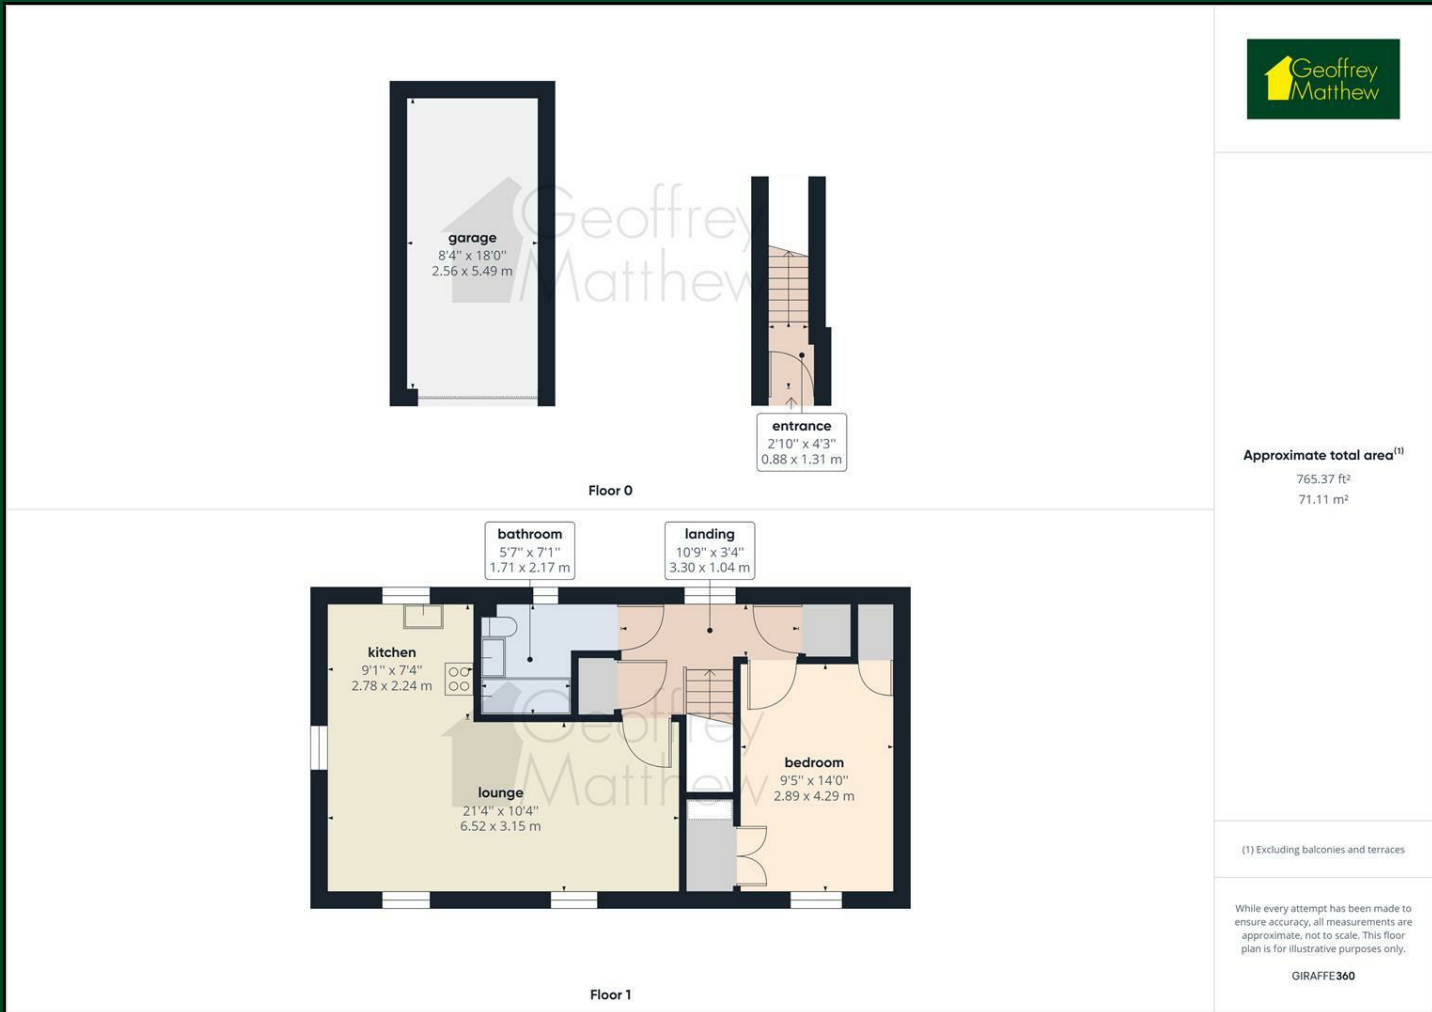 Geoffrey
Matthew
garage
8'4" x 18'0"
2.56 x 5.49 m
Geoffrey
Matthew
entrance
2'10" x 4'3"
0.88 x 1.31 m
Floor 0
bathroom
5'7" x 7'1"
1.71 x 2.17 m
landing
10'9" x 3'4"
3.30 x 1.04 m
kitchen
9'1" x 7'4"
2.78 x 2.24 m
Geoffrey
Matthew
lounge
21'4" x 10'4"
6.52 x 3.15 m
bedroom
9'5" x 14'0"
2.89 x 4.29 m
Floor 1
Approximate total area(1)
765.37 ft²
71.11 m²
(1) Excluding balconies and terraces
While every attempt has been made to
ensure accuracy, all measurements are
approximate, not to scale. This floor
plan is for illustrative purposes only.
GIRAFFE360